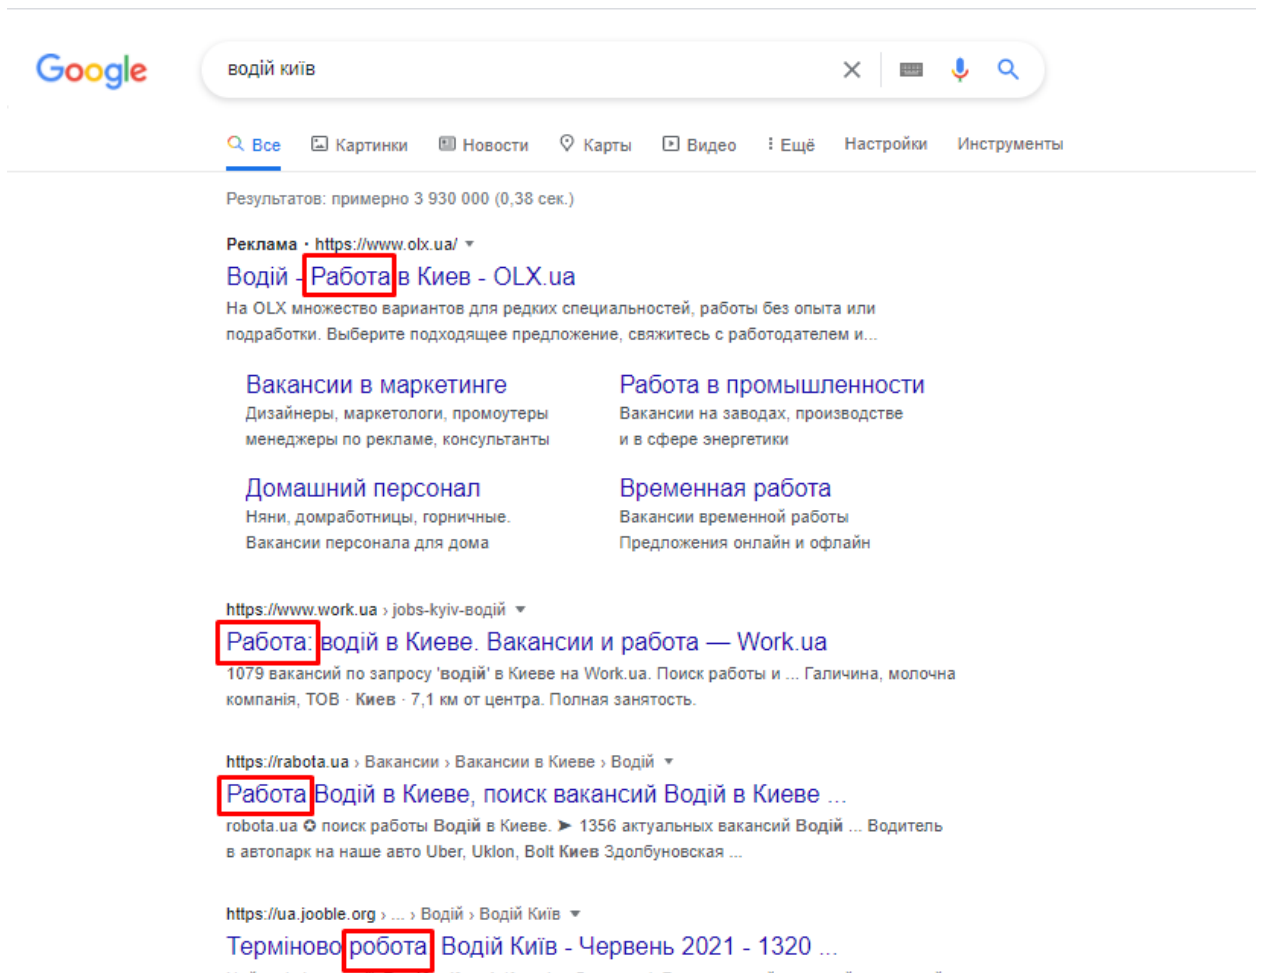 Google
водій київ
Все Картинки Новости Карты Видео Ещё Настройки Инструменты
Результатов: примерно 3 930 000 (0,38 сек.)
Реклама · https://www.olx.ua/
Водій - Работа в Киев - OLX.ua
На OLX множество вариантов для редких специальностей, работы без опыта или
подработки. Выберите подходящее предложение, свяжитесь с работодателем и...
Вакансии в маркетинге
Дизайнеры, маркетологи, промоутеры
менеджеры по рекламе, консультанты
Работа в промышленности
Вакансии на заводах, производстве
и в сфере энергетики
Домашний персонал
Няни, домработницы, горничные.
Вакансии персонала для дома
Временная работа
Вакансии временной работы
Предложения онлайн и офлайн
https://www.work.ua › jobs-kyiv-водій
Работа: водій в Киеве. Вакансии и работа — Work.ua
1079 вакансий по запросу 'водій' в Киеве на Work.ua. Поиск работы и ... Галичина, молочна
компанія, ТОВ · Киев · 7,1 км от центра. Полная занятость.
https://rabota.ua › Вакансии › Вакансии в Киеве › Водій
Работа Водій в Киеве, поиск вакансий Водій в Киеве ...
robota.ua ✪ поиск работы Водій в Киеве. ➤ 1356 актуальных вакансий Водій ... Водитель
в автопарк на наше авто Uber, Uklon, Bolt Киев Здолбуновская ...
https://ua.jooble.org › ... › Водій › Водій Київ
Терміново робота: Водій Київ - Червень 2021 - 1320 ...